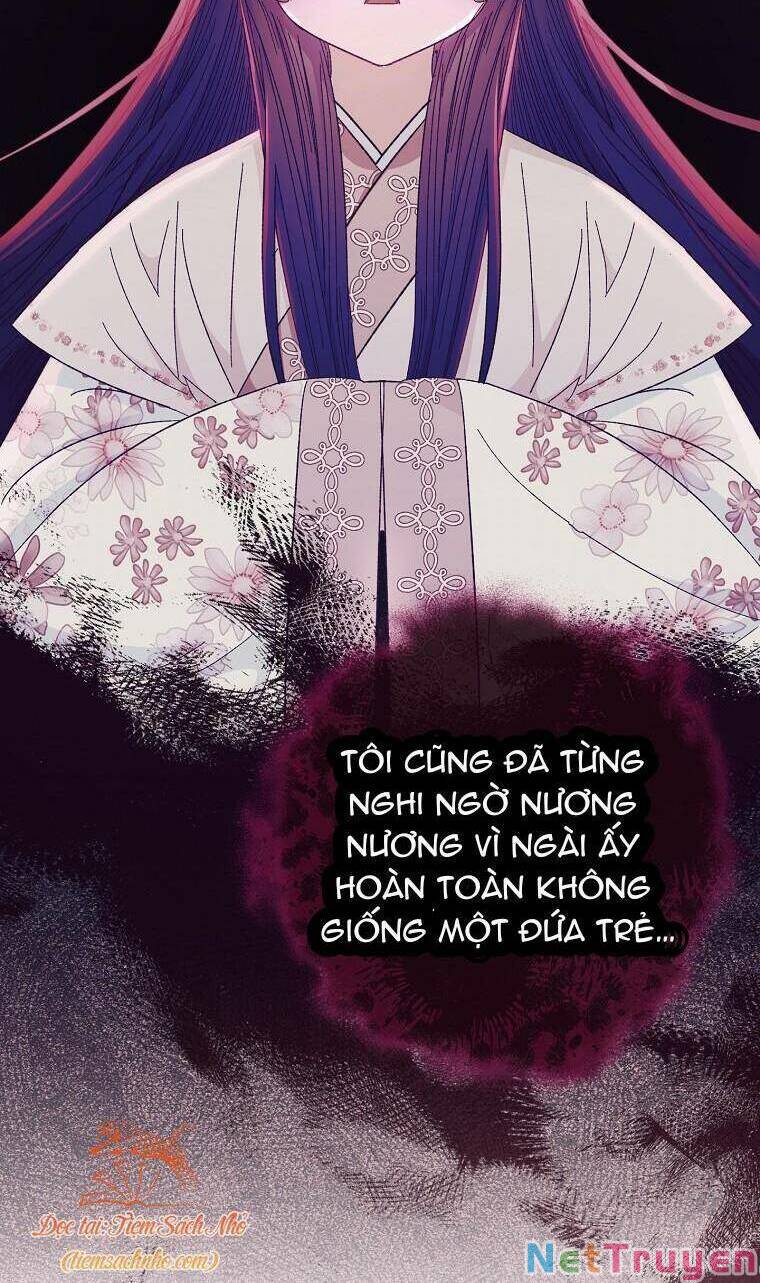 TÔI CŨNG ĐÃ TỪNG
NGHI NGỜ NƯƠNG
NƯƠNG VÌ NGÀI ẤY
HOÀN TOÀN KHÔNG
GIỐNG MỘT ĐỨA TRẺ...
Đọc tại: Tiệm Sách Nhỏ
(tiemsachnho.com)
NetTruyen